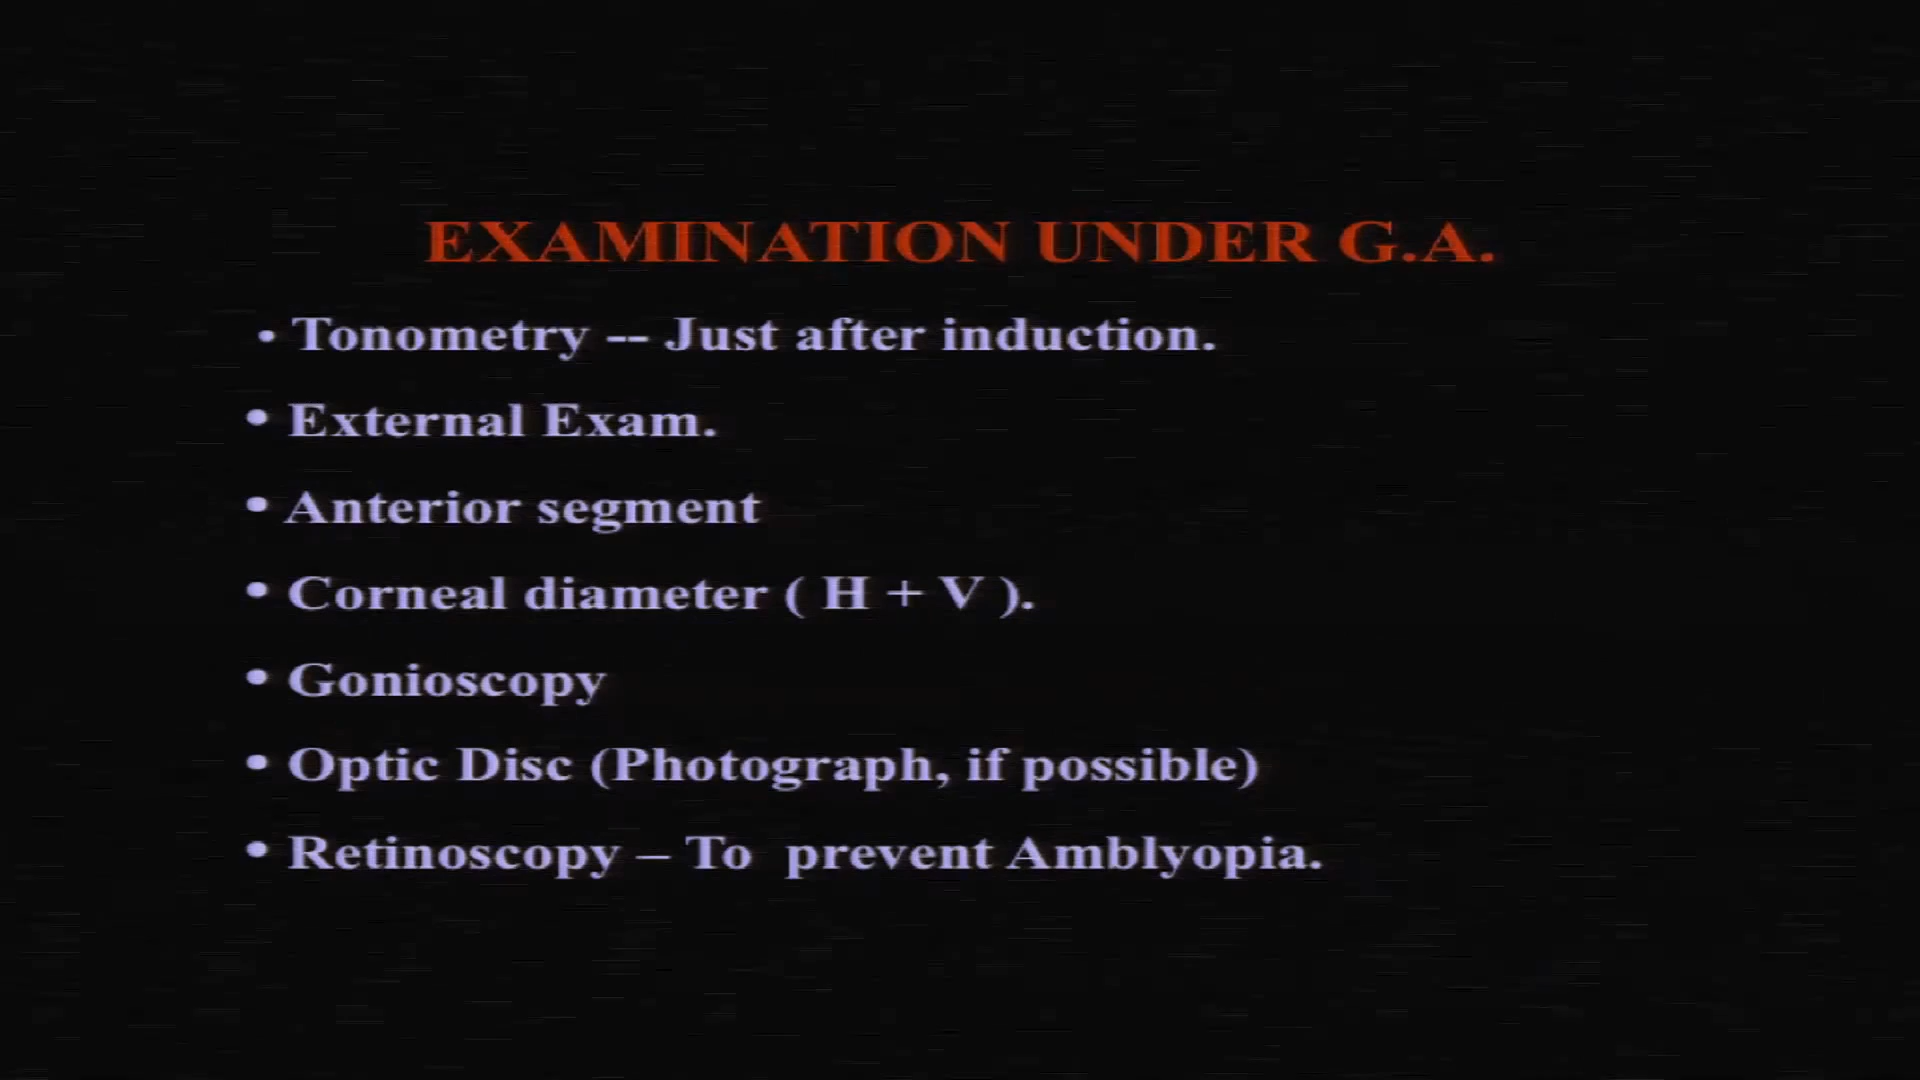 EXAMINATION UNDER G.A.
• Tonometry -- Just after induction.
• External Exam.
• Anterior segment
• Corneal diameter ( H + V ).
• Gonioscopy
• Optic Disc (Photograph, if possible)
• Retinoscopy – To prevent Amblyopia.